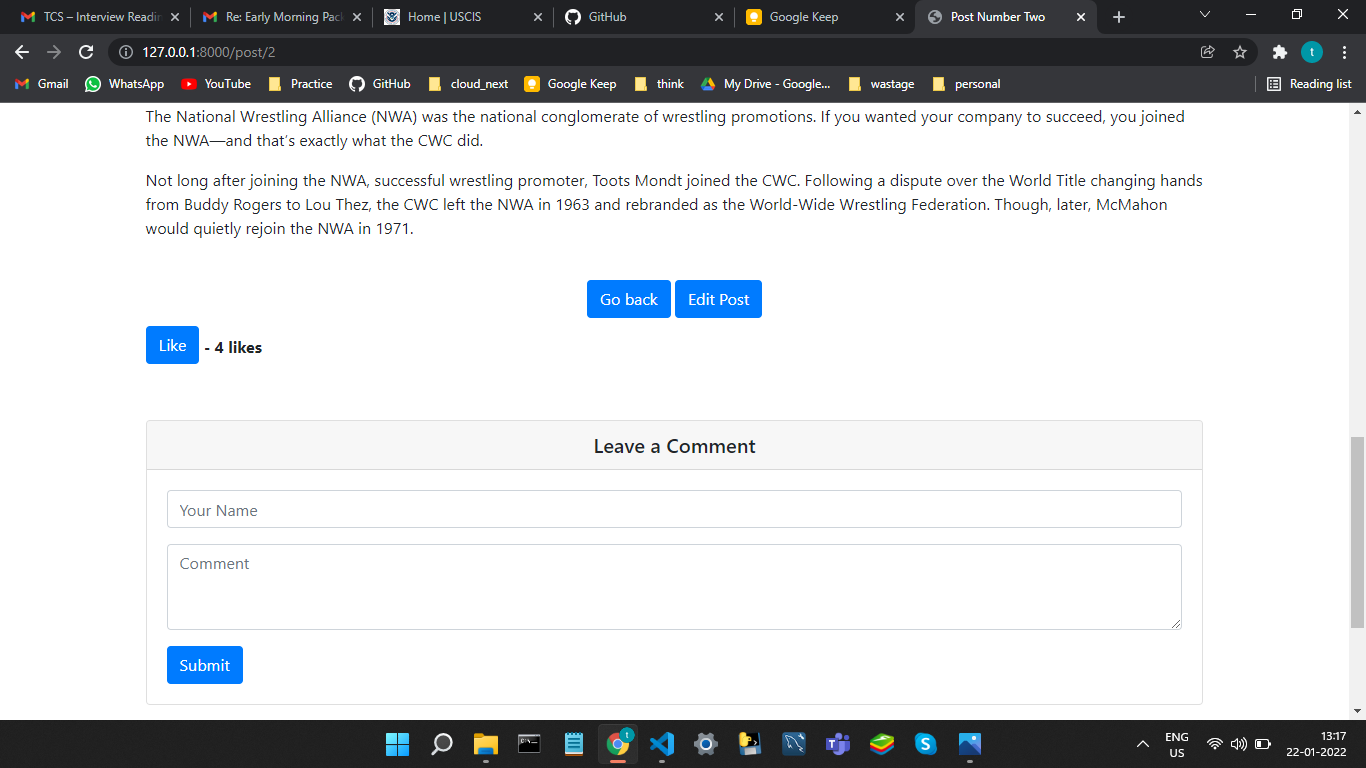 TCS – Interview Readin
Re: Early Morning Pac
Home | USCIS
GitHub
Google Keep
Post Number Two
127.0.0.1:8000/post/2
t
Gmail
WhatsApp
YouTube
Practice
GitHub
cloud_next
Google Keep
think
My Drive - Google...
wastage
personal
Reading list
The National Wrestling Alliance (NWA) was the national conglomerate of wrestling promotions. If you wanted your company to succeed, you joined
the NWA—and that’s exactly what the CWC did.
Not long after joining the NWA, successful wrestling promoter, Toots Mondt joined the CWC. Following a dispute over the World Title changing hands
from Buddy Rogers to Lou Thez, the CWC left the NWA in 1963 and rebranded as the World-Wide Wrestling Federation. Though, later, McMahon
would quietly rejoin the NWA in 1971.
Go back Edit Post
Like - 4 likes
Leave a Comment
Your Name
Comment
Submit
ENG
US
13:17
22-01-2022